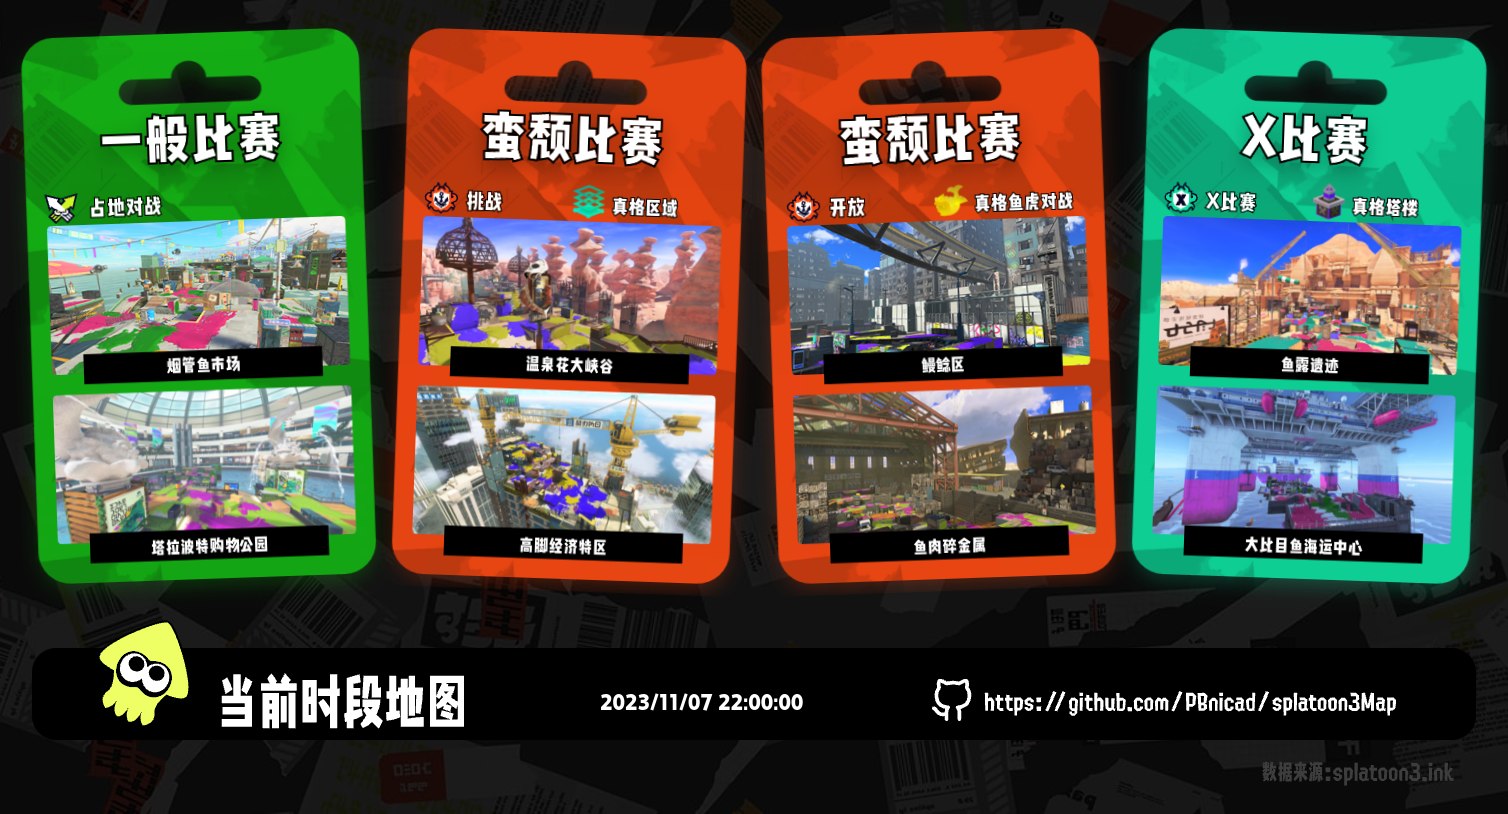 一般比赛
占地对战
烟管鱼市场
塔拉波特购物公园
蛮颓比赛
挑战
真格区域
温泉花大峡谷
高脚经济特区
蛮颓比赛
开放
真格鱼虎对战
鳗鲶区
鱼肉碎金属
X比赛
X比赛
真格塔楼
鱼露遗迹
大比目鱼海运中心
当前时段地图
2023/11/07 22:00:00
https://github.com/PBnicad/splatoon3Map
数据来源:splatoon3.ink